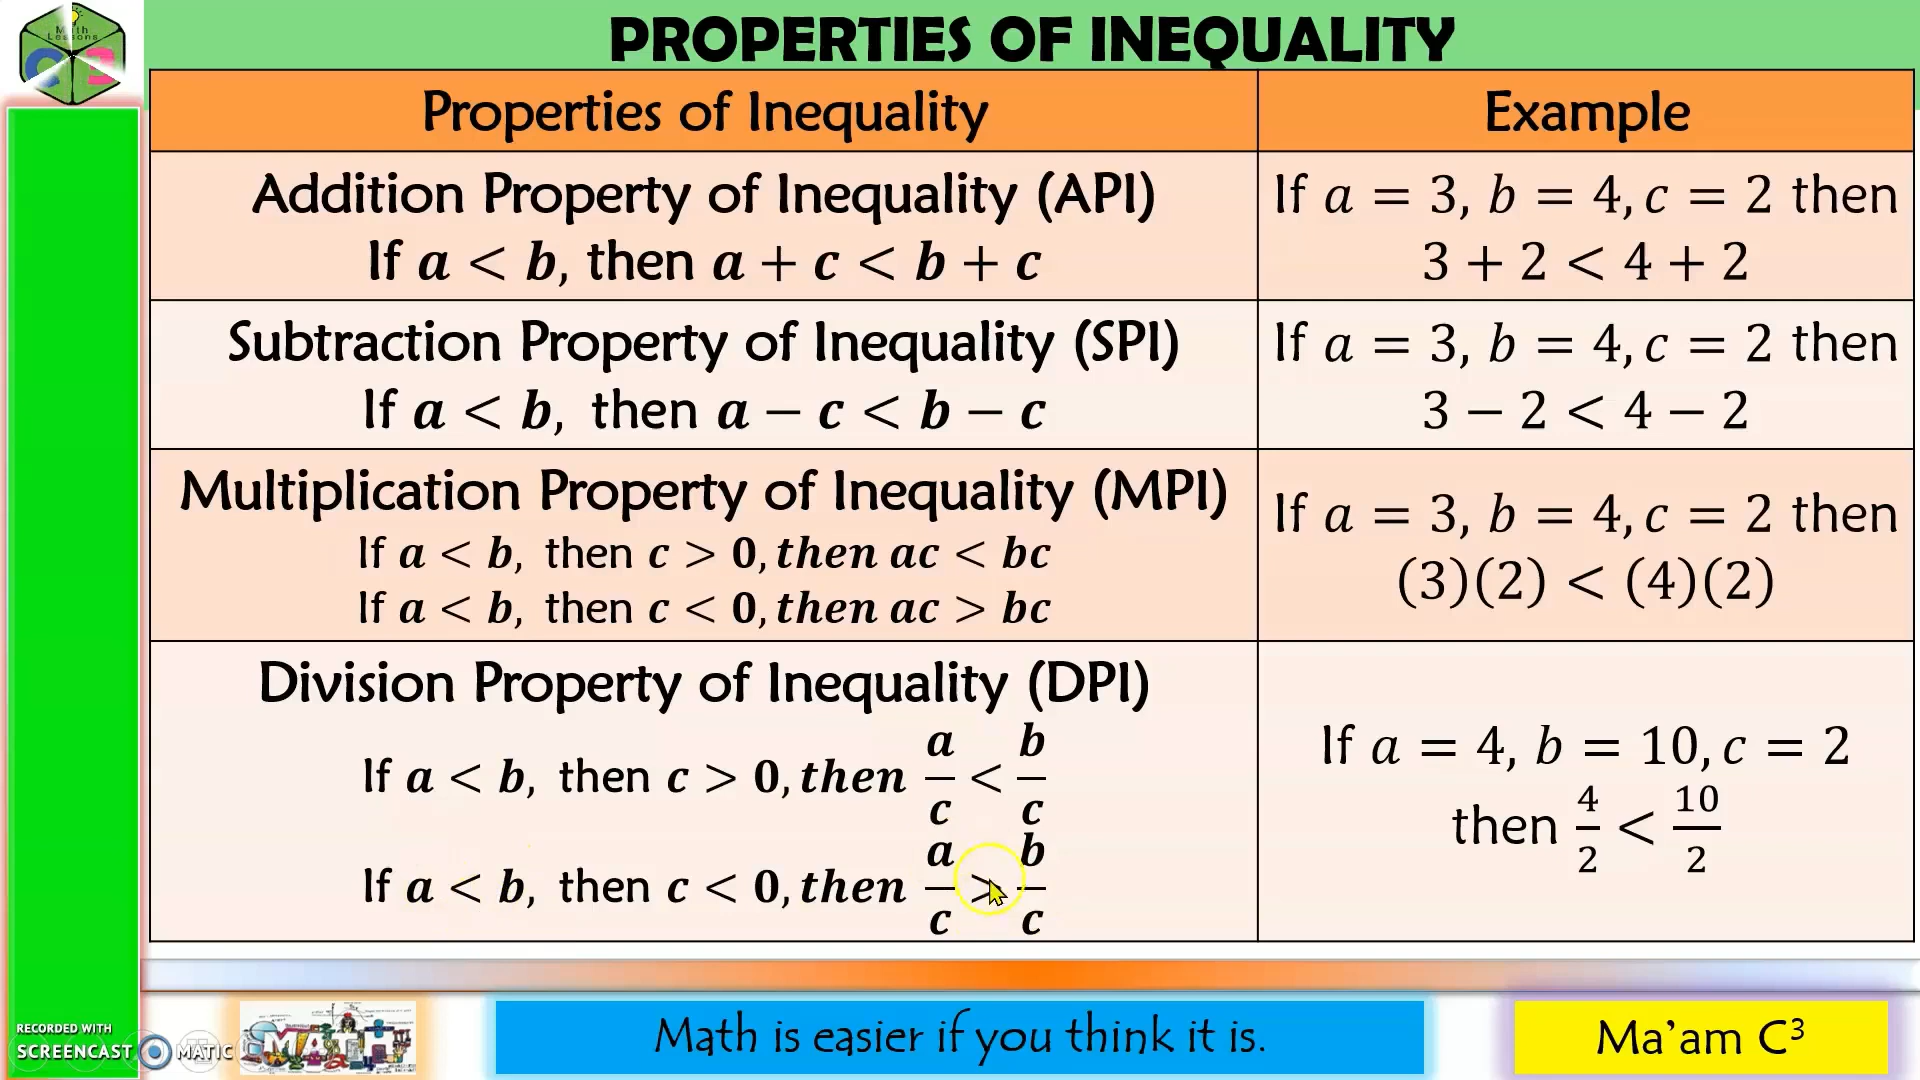 Math
Lessons
PROPERTIES OF INEQUALITY
Properties of Inequality
Example
Addition Property of Inequality (API)
If a < b, then a + c < b + c
If a = 3, b = 4, c = 2 then
3 + 2 < 4 + 2
Subtraction Property of Inequality (SPI)
If a < b, then a − c < b − c
If a = 3, b = 4, c = 2 then
3 − 2 < 4 − 2
Multiplication Property of Inequality (MPI)
If a < b, then c > 0, then ac < bc
If a < b, then c < 0, then ac > bc
If a = 3, b = 4, c = 2 then
(3)(2) < (4)(2)
Division Property of Inequality (DPI)
If a < b, then c > 0, then a/c < b/c
If a < b, then c < 0, then a/c > b/c
If a = 4, b = 10, c = 2
then 4/2 < 10/2
RECORDED WITH
SCREENCAST MATIC
MATH
Math is easier if you think it is.
Ma'am C³